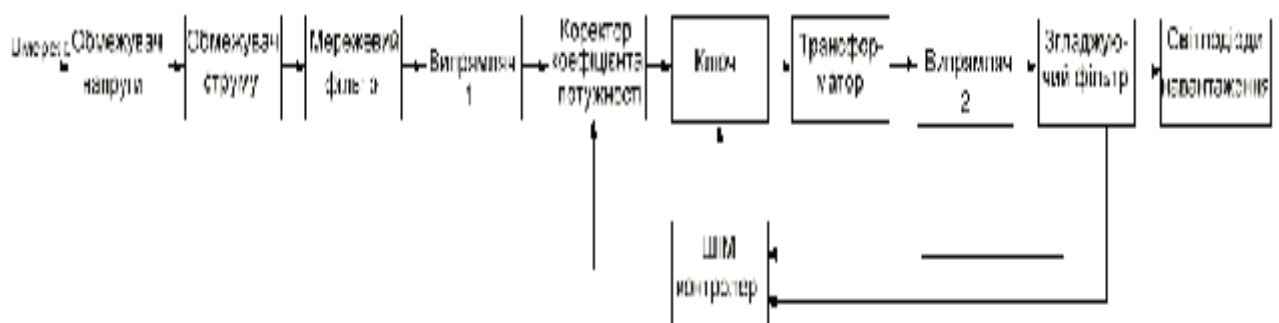 Uмережі
Обмежувач
напруги
Обмежувач
струму
Мережевий
фільтр
Випрямляч
1
Коректор
коефіцієнта
потужності
Ключ
Трансфор-
матор
Випрямляч
2
Згладжую-
чий фільтр
Світлодіоди
навантаження
ШІМ
контролер